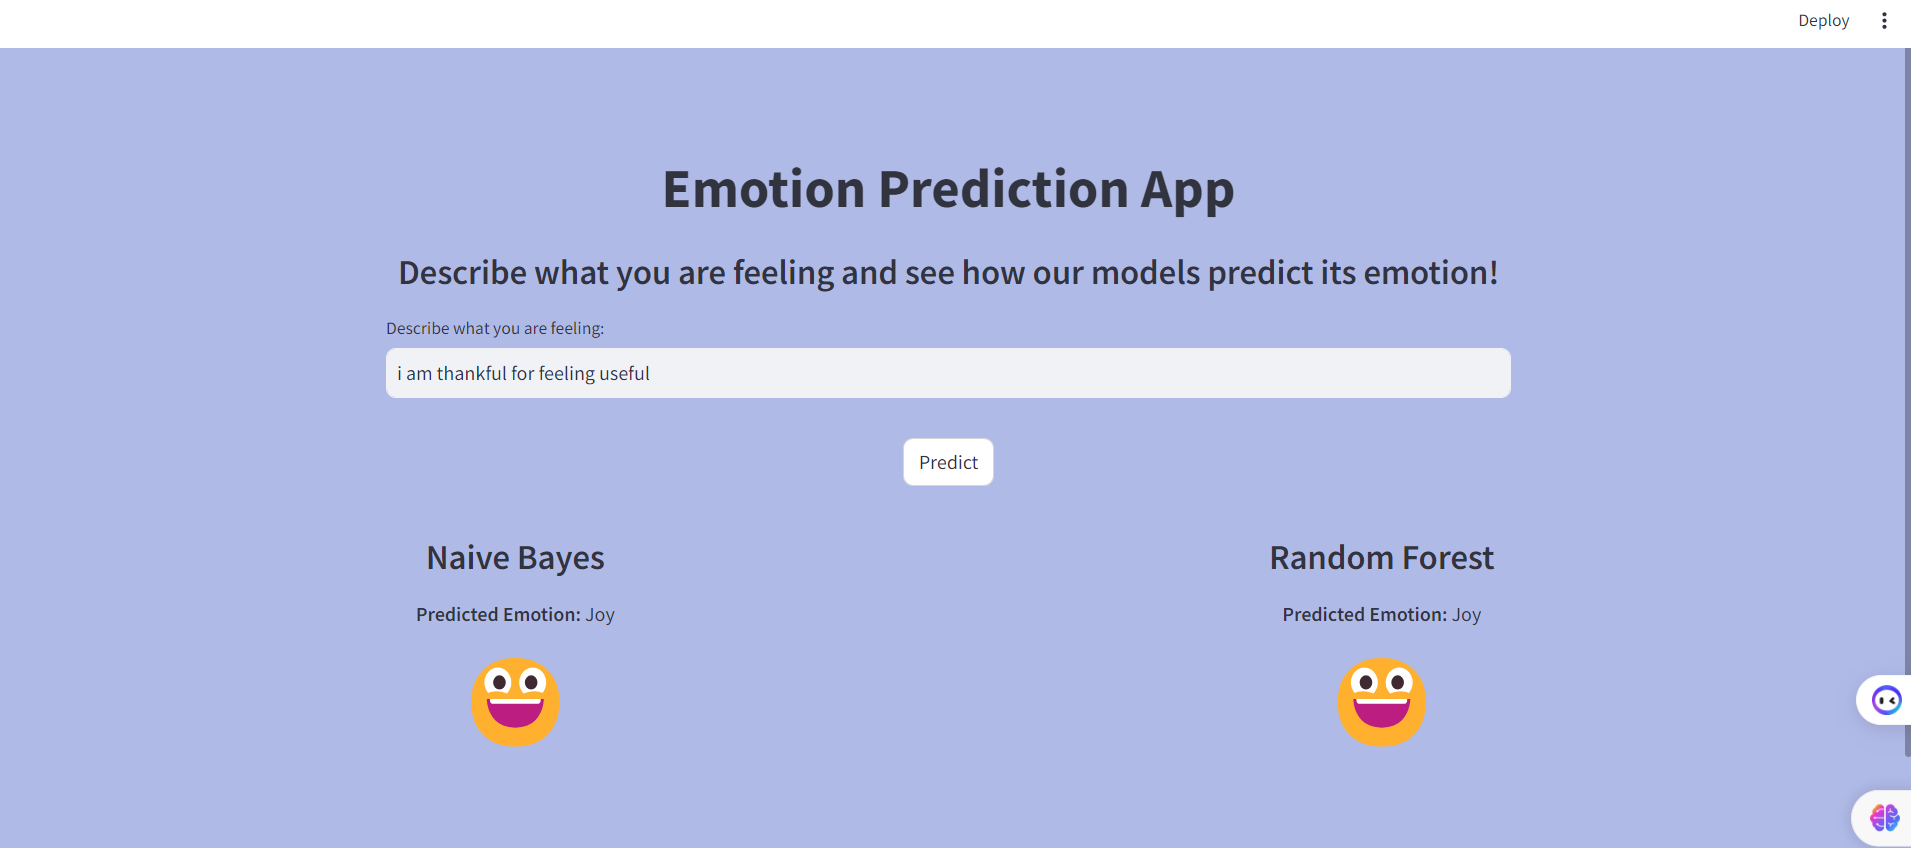 Deploy
Emotion Prediction App
Describe what you are feeling and see how our models predict its emotion!
Describe what you are feeling:
i am thankful for feeling useful
Predict
Naive Bayes
Predicted Emotion: Joy
Random Forest
Predicted Emotion: Joy